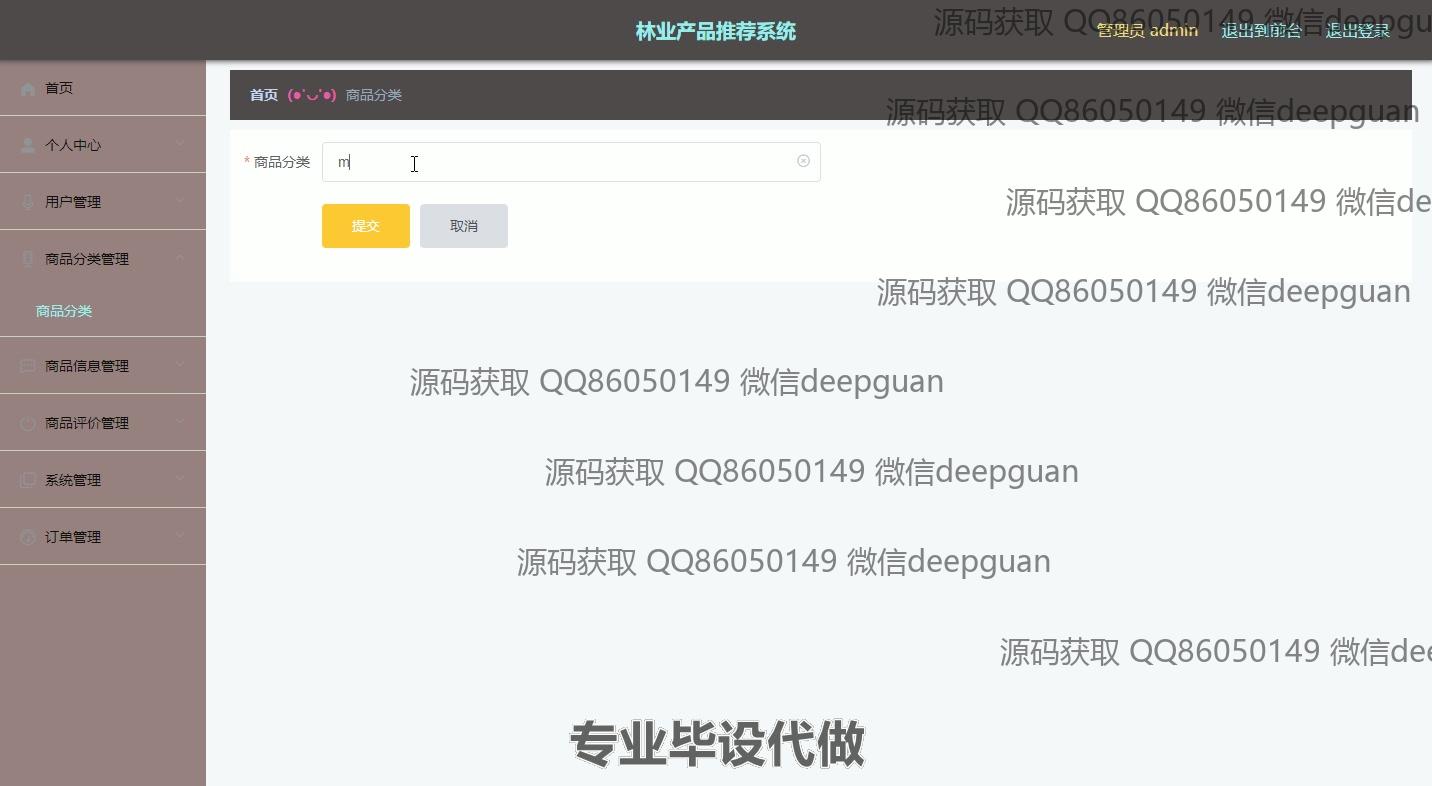 林业产品推荐系统
管理员 admin
退出到前台
退出登录
源码获取 QQ86050149 微信deepgu
首页
个人中心
用户管理
商品分类管理
商品分类
商品信息管理
商品评价管理
系统管理
订单管理
首页 (●'◡'●) 商品分类
源码获取 QQ86050149 微信deepguan
* 商品分类
m
提交
取消
源码获取 QQ86050149 微信de
源码获取 QQ86050149 微信deepguan
源码获取 QQ86050149 微信deepguan
源码获取 QQ86050149 微信deepguan
源码获取 QQ86050149 微信deepguan
源码获取 QQ86050149 微信dee
专业毕设代做